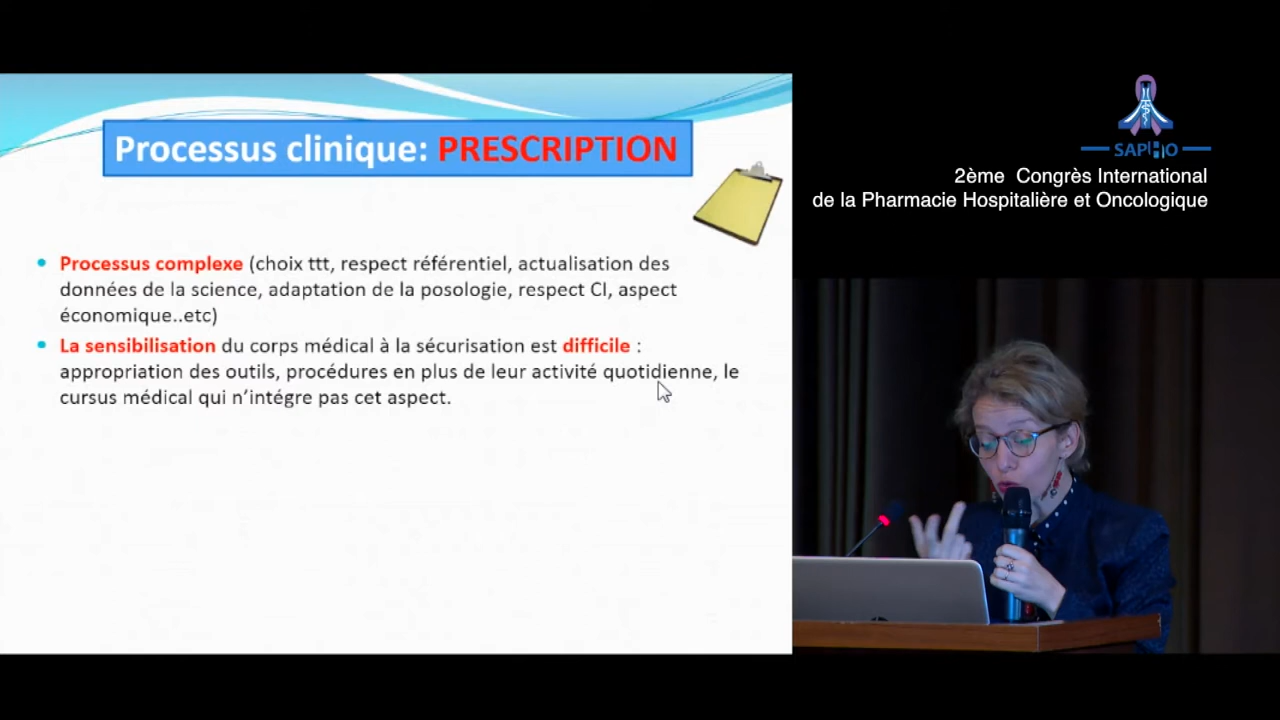 Processus clinique: PRESCRIPTION
Processus complexe (choix ttt, respect référentiel, actualisation des
données de la science, adaptation de la posologie, respect CI, aspect
économique..etc)
La sensibilisation du corps médical à la sécurisation est difficile :
appropriation des outils, procédures en plus de leur activité quotidienne, le
cursus médical qui n'intégre pas cet aspect.
SAPHO
2ème Congrès International
de la Pharmacie Hospitalière et Oncologique